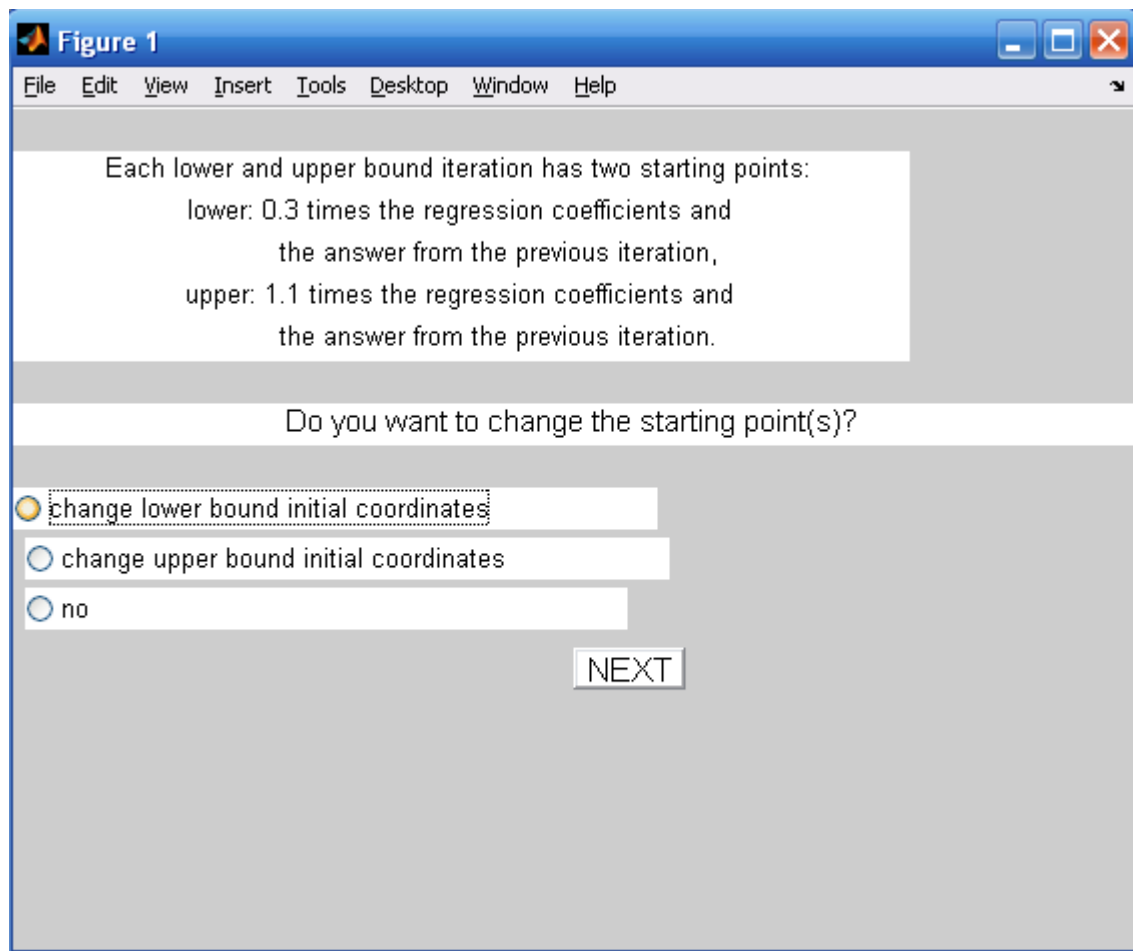 Figure 1
File Edit View Insert Tools Desktop Window Help
Each lower and upper bound iteration has two starting points:
lower: 0.3 times the regression coefficients and
the answer from the previous iteration,
upper: 1.1 times the regression coefficients and
the answer from the previous iteration.
Do you want to change the starting point(s)?
change lower bound initial coordinates
change upper bound initial coordinates
no
NEXT